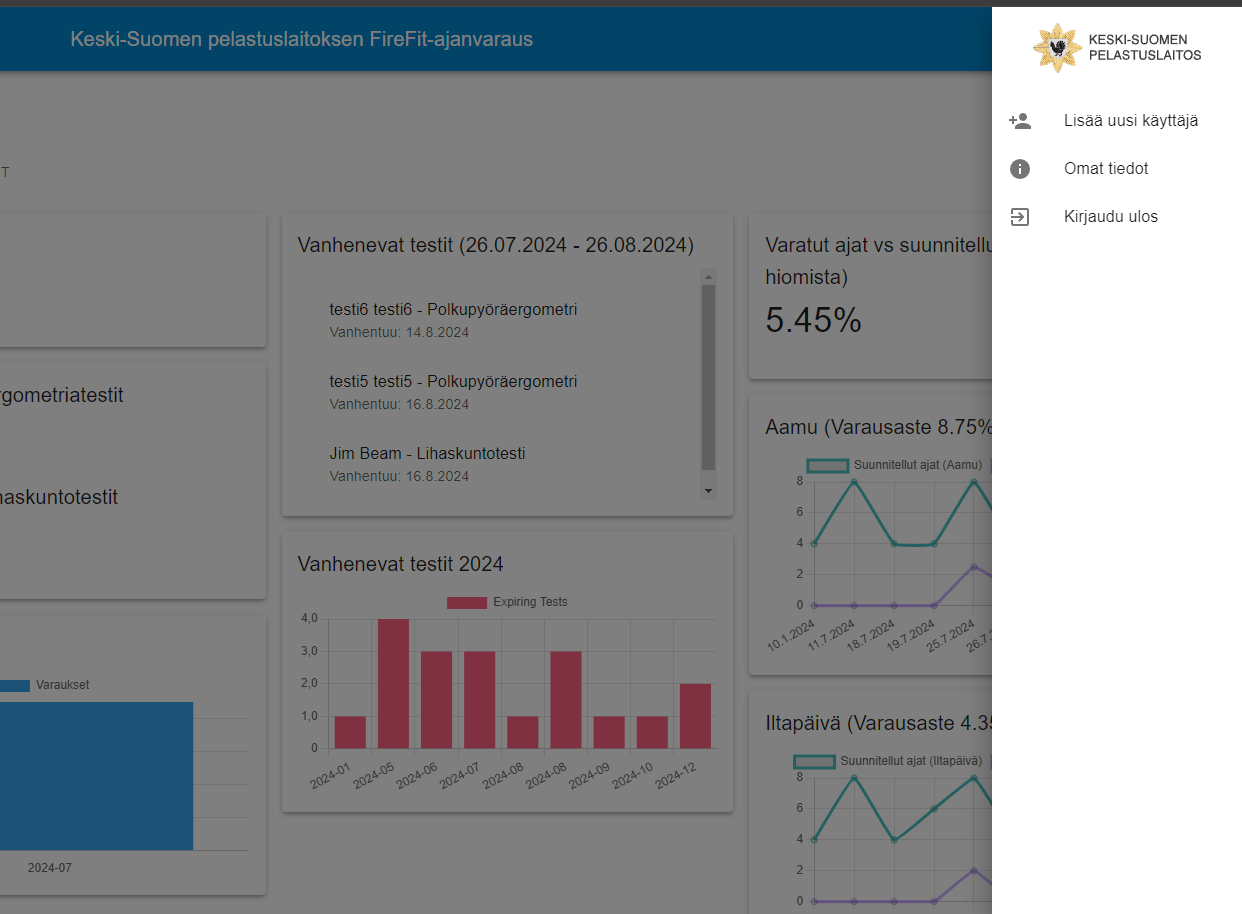 Keski-Suomen pelastuslaitoksen FireFit-ajanvaraus
KESKI-SUOMEN
PELASTUSLAITOS
Lisää uusi käyttäjä
Omat tiedot
Kirjaudu ulos
T
Vanhenevat testit (26.07.2024 - 26.08.2024)
testi6 testi6 - Polkupyöräergometri
Vanhentuu: 14.8.2024
testi5 testi5 - Polkupyöräergometri
Vanhentuu: 16.8.2024
Jim Beam - Lihaskuntotesti
Vanhentuu: 16.8.2024
Varatut ajat vs suunnitellu
hiomista)
5.45%
rgometriatestit
haskuntotestit
Varaukset
2024-07
Vanhenevat testit 2024
Expiring Tests
4,0
3,0
2,0
1,0
0
2024-01 2024-05 2024-06 2024-07 2024-08 2024-08 2024-09 2024-10 2024-12
Aamu (Varausaste 8.75%
Suunnitellut ajat (Aamu)
8
6
4
2
0
10.1.2024 11.7.2024 18.7.2024 19.7.2024 25.7.2024 26.7.
Iltapäivä (Varausaste 4.35
Suunnitellut ajat (Iltapäivä)
8
6
4
2
0